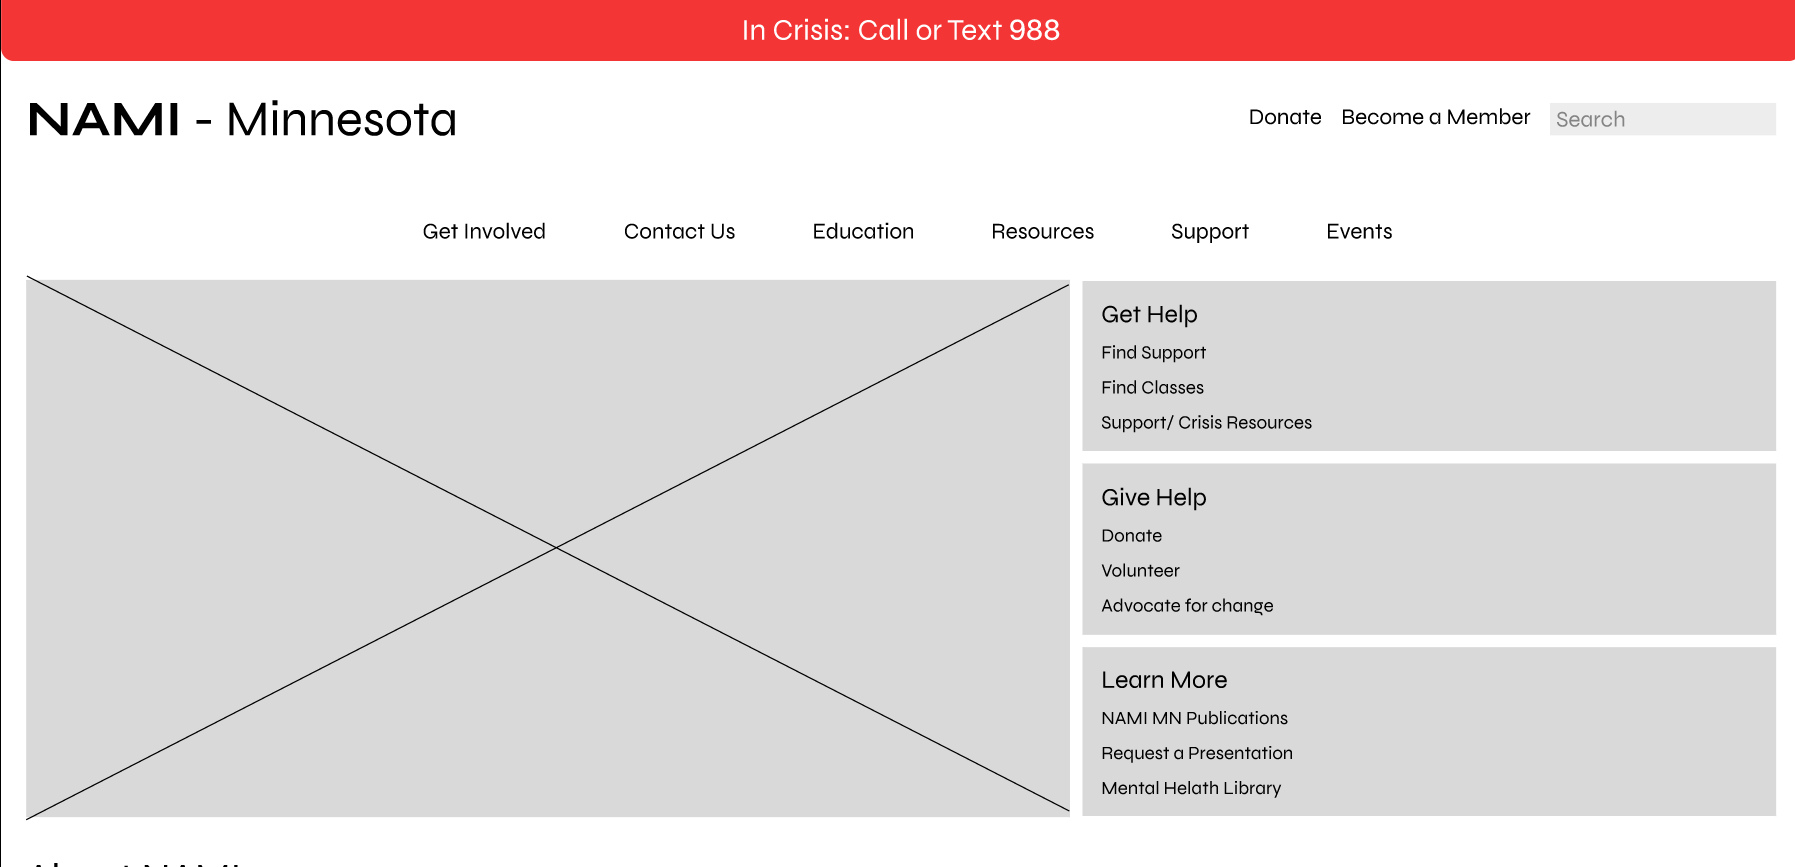 In Crisis: Call or Text 988
NAMI - Minnesota
Donate Become a Member Search
Get Involved Contact Us Education Resources Support Events
Get Help
Find Support
Find Classes
Support/ Crisis Resources
Give Help
Donate
Volunteer
Advocate for change
Learn More
NAMI MN Publications
Request a Presentation
Mental Helath Library
About NAMI